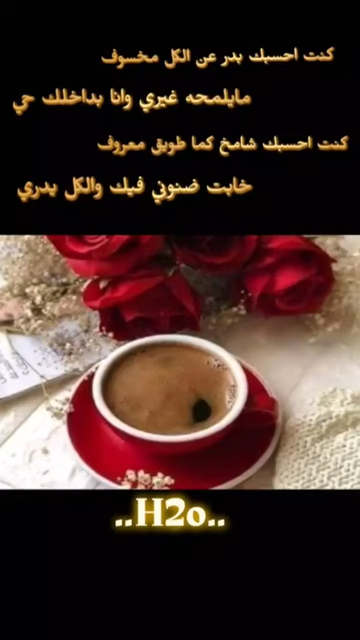 كنت احسبك بدر عن الكل مخسوف
مايلمحه غيري وانا بداخلك حي
كنت احسبك شامخ كما طويق معروف
خابت ضنوني فيك والكل يدري
..H2o..